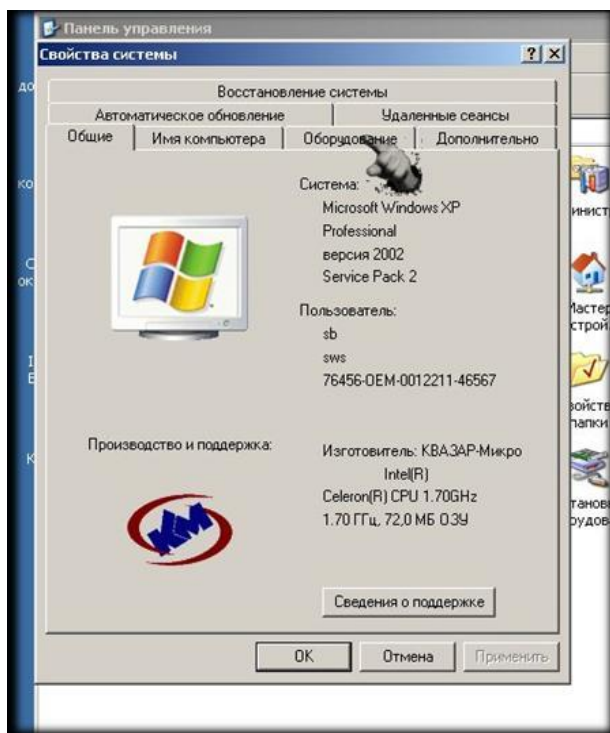 Панель управления
Свойства системы
Восстановление системы
Автоматическое обновление
Удаленные сеансы
Общие
Имя компьютера
Оборудование
Дополнительно
Система:
Microsoft Windows XP
Professional
версия 2002
Service Pack 2
Пользователь:
sb
sws
76456-OEM-0012211-46567
Производство и поддержка:
Изготовитель: КВАЗАР-Микро
Intel(R)
Celeron(R) CPU 1.70GHz
1.70 ГГц, 72,0 МБ ОЗУ
КМ
Сведения о поддержке
OK
Отмена
Применить
Мастер